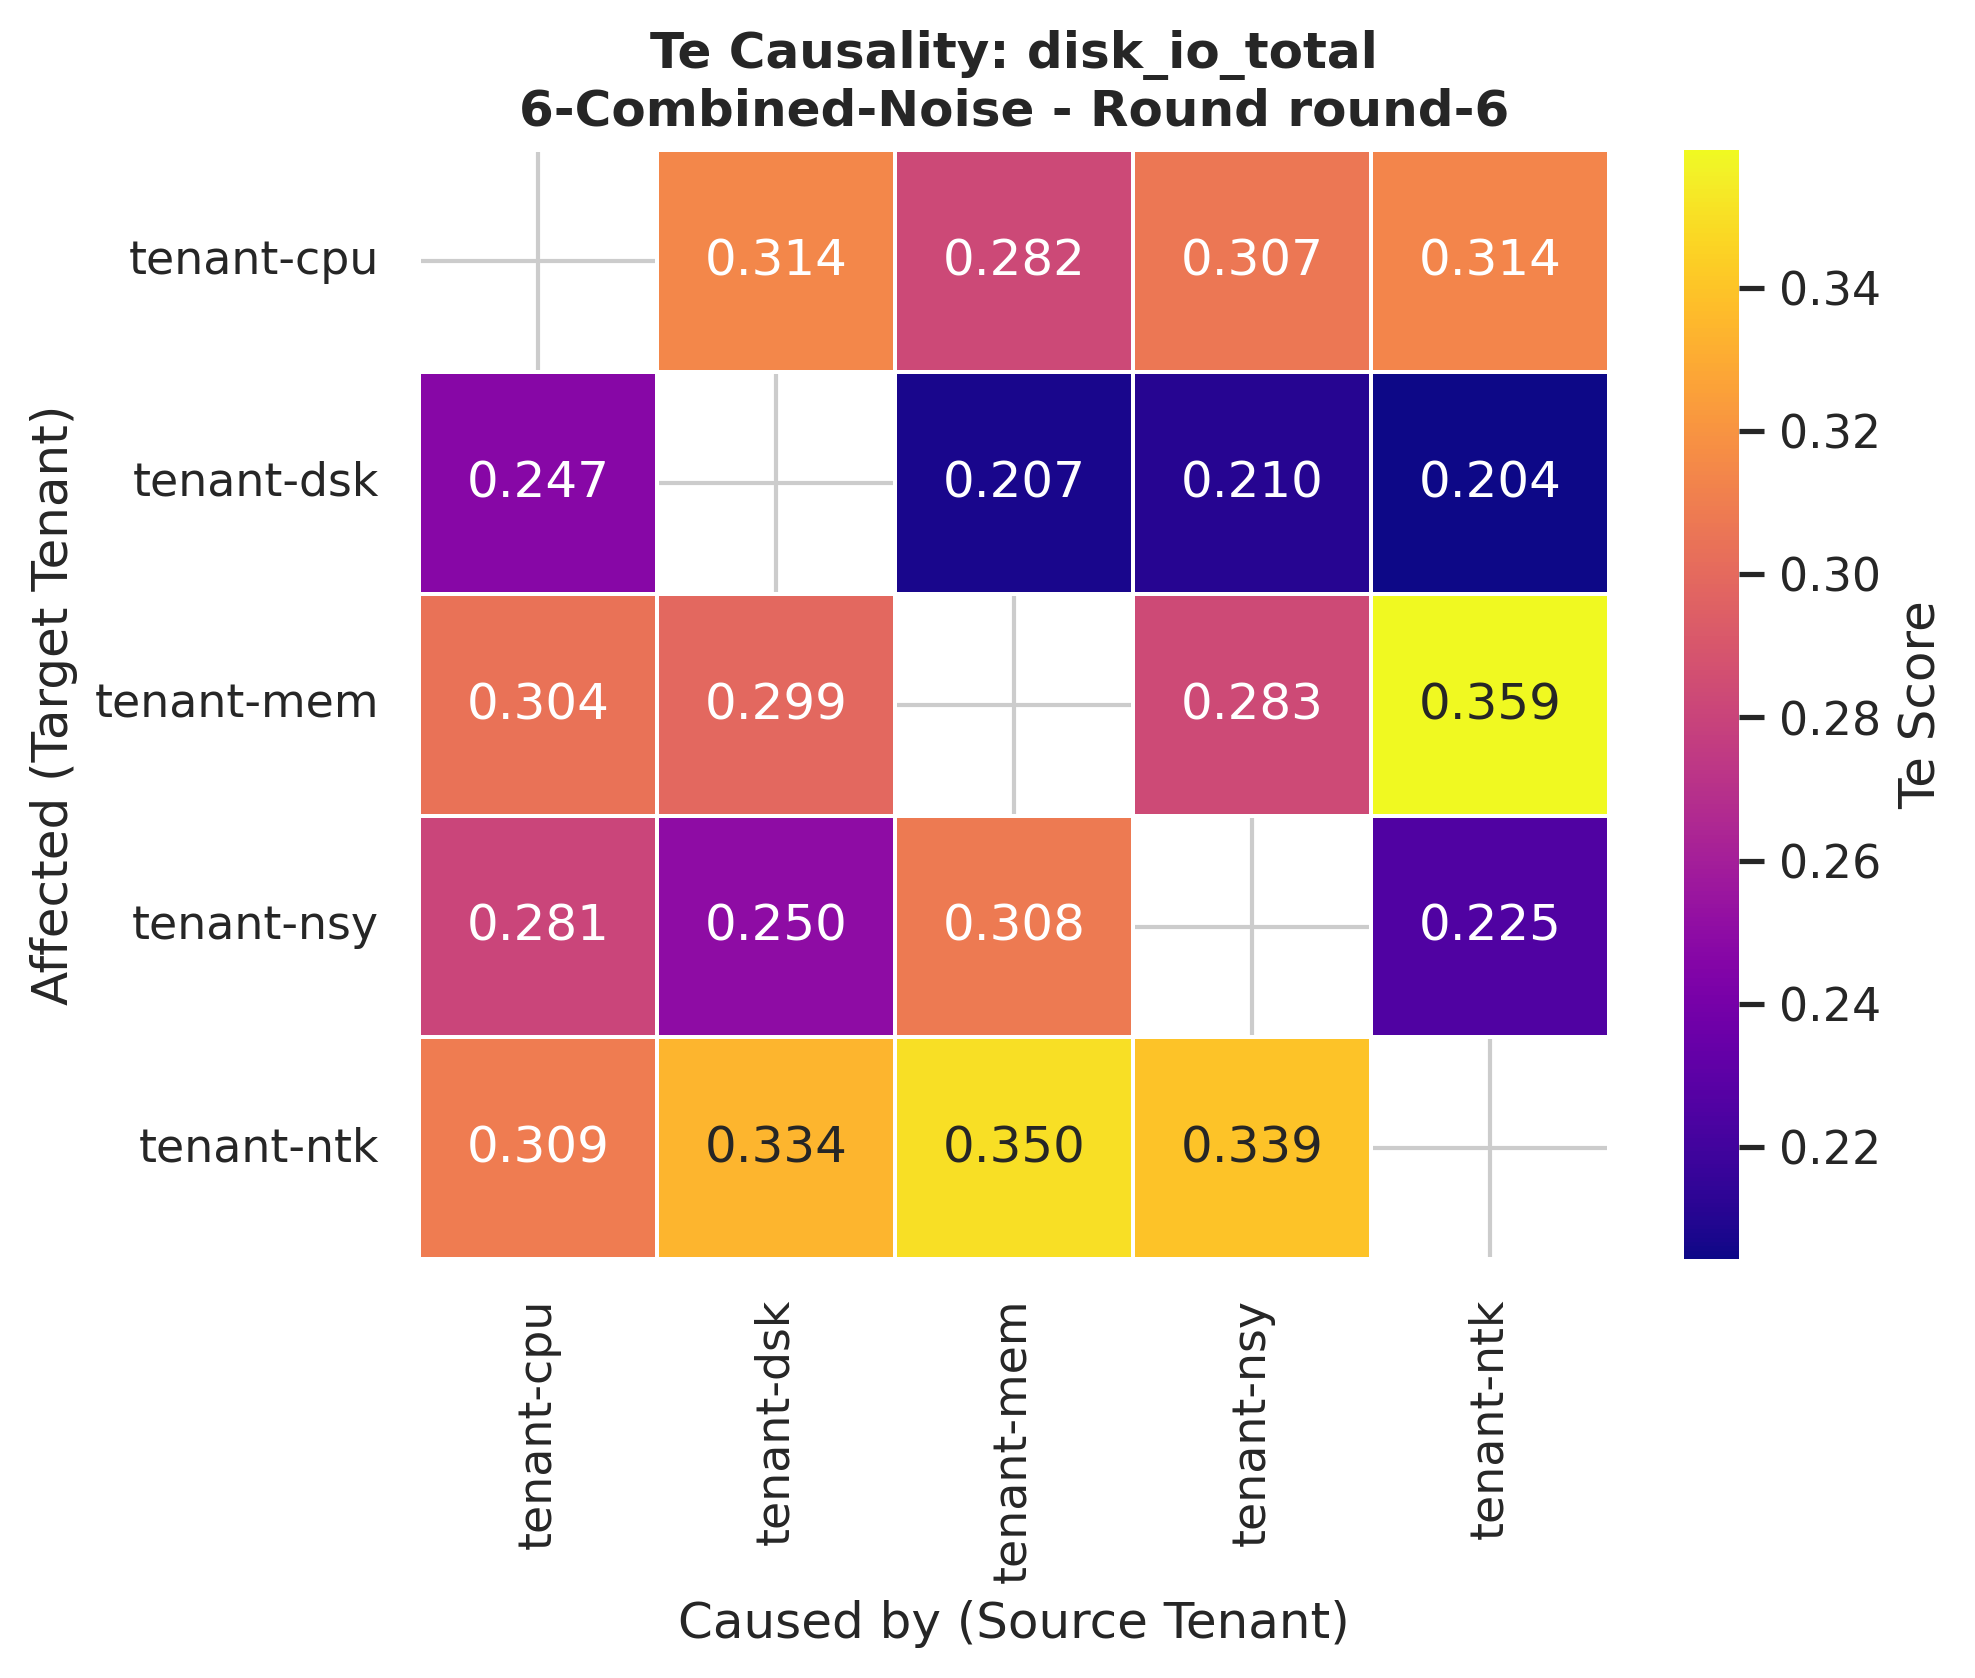 Te Causality: disk_io_total
6-Combined-Noise - Round round-6
Affected (Target Tenant)
tenant-cpu
0.314 0.282 0.307 0.314
tenant-dsk
0.247 0.207 0.210 0.204
tenant-mem
0.304 0.299 0.283 0.359
tenant-nsy
0.281 0.250 0.308 0.225
tenant-ntk
0.309 0.334 0.350 0.339
tenant-cpu
tenant-dsk
tenant-mem
tenant-nsy
tenant-ntk
Caused by (Source Tenant)
0.34
0.32
0.30
0.28
0.26
0.24
0.22
Te Score